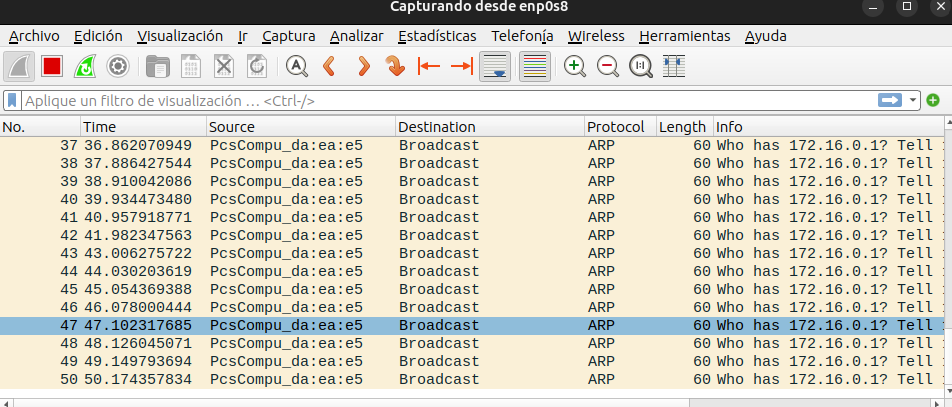 Capturando desde enp0s8
Archivo Edición Visualización Ir Captura Analizar Estadísticas Telefonía Wireless Herramientas Ayuda
Aplique un filtro de visualización … <Ctrl-/>
No. Time Source Destination Protocol Length Info
37 36.862070949 PcsCompu_da:ea:e5 Broadcast ARP 60 Who has 172.16.0.1? Tell
38 37.886427544 PcsCompu_da:ea:e5 Broadcast ARP 60 Who has 172.16.0.1? Tell
39 38.910042086 PcsCompu_da:ea:e5 Broadcast ARP 60 Who has 172.16.0.1? Tell
40 39.934473480 PcsCompu_da:ea:e5 Broadcast ARP 60 Who has 172.16.0.1? Tell
41 40.957918771 PcsCompu_da:ea:e5 Broadcast ARP 60 Who has 172.16.0.1? Tell
42 41.982347563 PcsCompu_da:ea:e5 Broadcast ARP 60 Who has 172.16.0.1? Tell
43 43.006275722 PcsCompu_da:ea:e5 Broadcast ARP 60 Who has 172.16.0.1? Tell
44 44.030203619 PcsCompu_da:ea:e5 Broadcast ARP 60 Who has 172.16.0.1? Tell
45 45.054369388 PcsCompu_da:ea:e5 Broadcast ARP 60 Who has 172.16.0.1? Tell
46 46.078000444 PcsCompu_da:ea:e5 Broadcast ARP 60 Who has 172.16.0.1? Tell
47 47.102317685 PcsCompu_da:ea:e5 Broadcast ARP 60 Who has 172.16.0.1? Tell
48 48.126045071 PcsCompu_da:ea:e5 Broadcast ARP 60 Who has 172.16.0.1? Tell
49 49.149793694 PcsCompu_da:ea:e5 Broadcast ARP 60 Who has 172.16.0.1? Tell
50 50.174357834 PcsCompu_da:ea:e5 Broadcast ARP 60 Who has 172.16.0.1? Tell